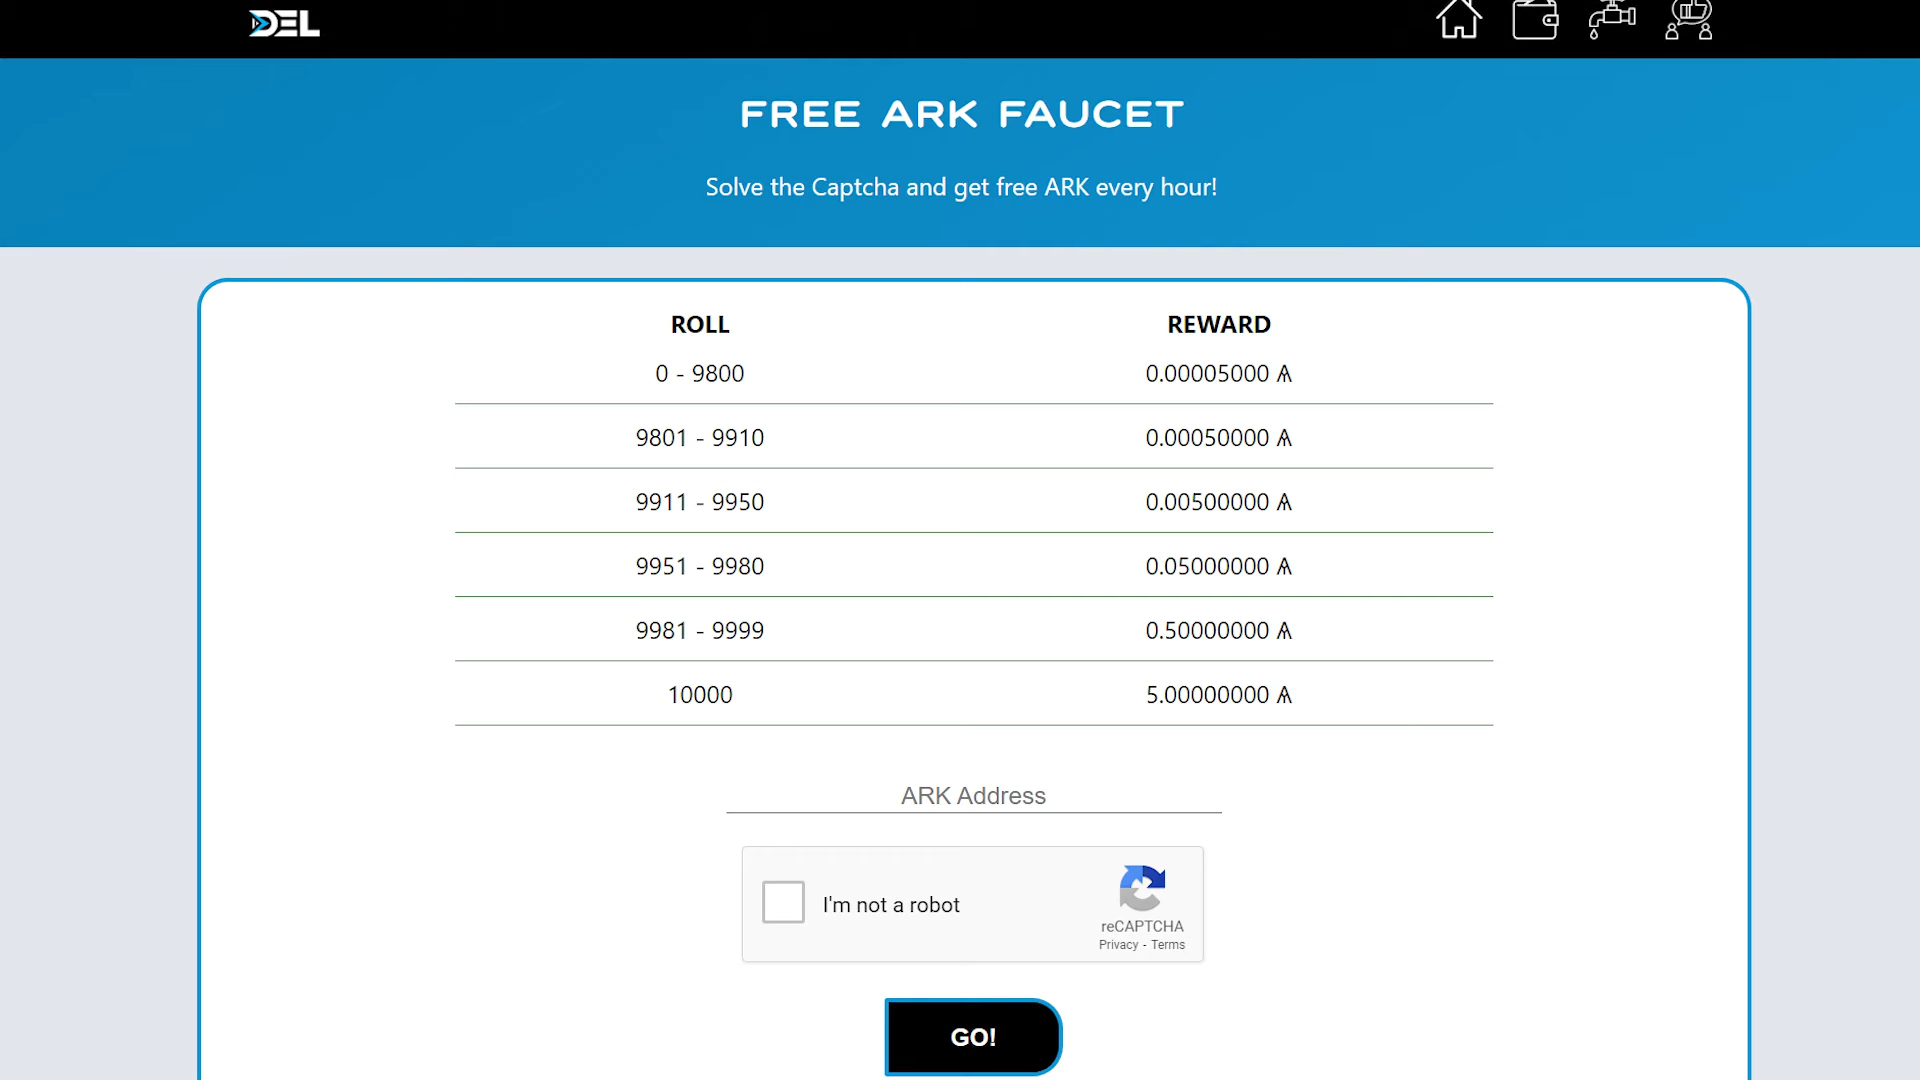 DEL
FREE ARK FAUCET
Solve the Captcha and get free ARK every hour!
ROLL REWARD
0 - 9800 0.00005000 Ѧ
9801 - 9910 0.00050000 Ѧ
9911 - 9950 0.00500000 Ѧ
9951 - 9980 0.05000000 Ѧ
9981 - 9999 0.50000000 Ѧ
10000 5.00000000 Ѧ
ARK Address
I'm not a robot
reCAPTCHA
Privacy - Terms
GO!